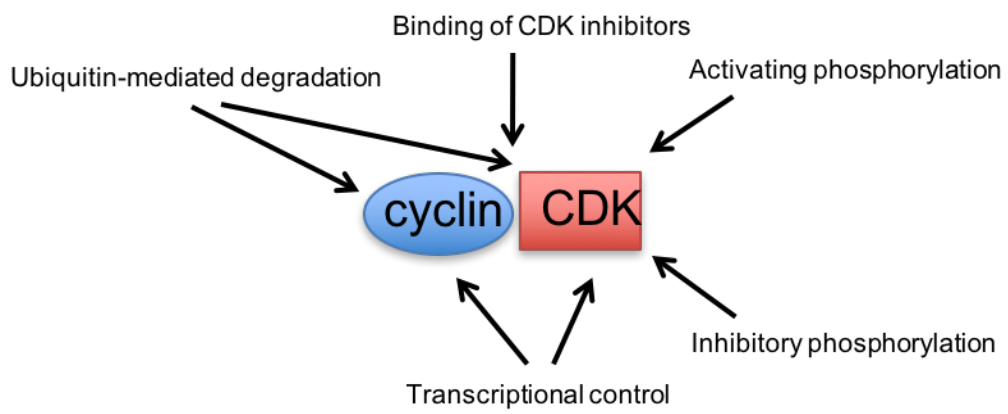 Binding of CDK inhibitors
Ubiquitin-mediated degradation
Activating phosphorylation
cyclin
CDK
Inhibitory phosphorylation
Transcriptional control